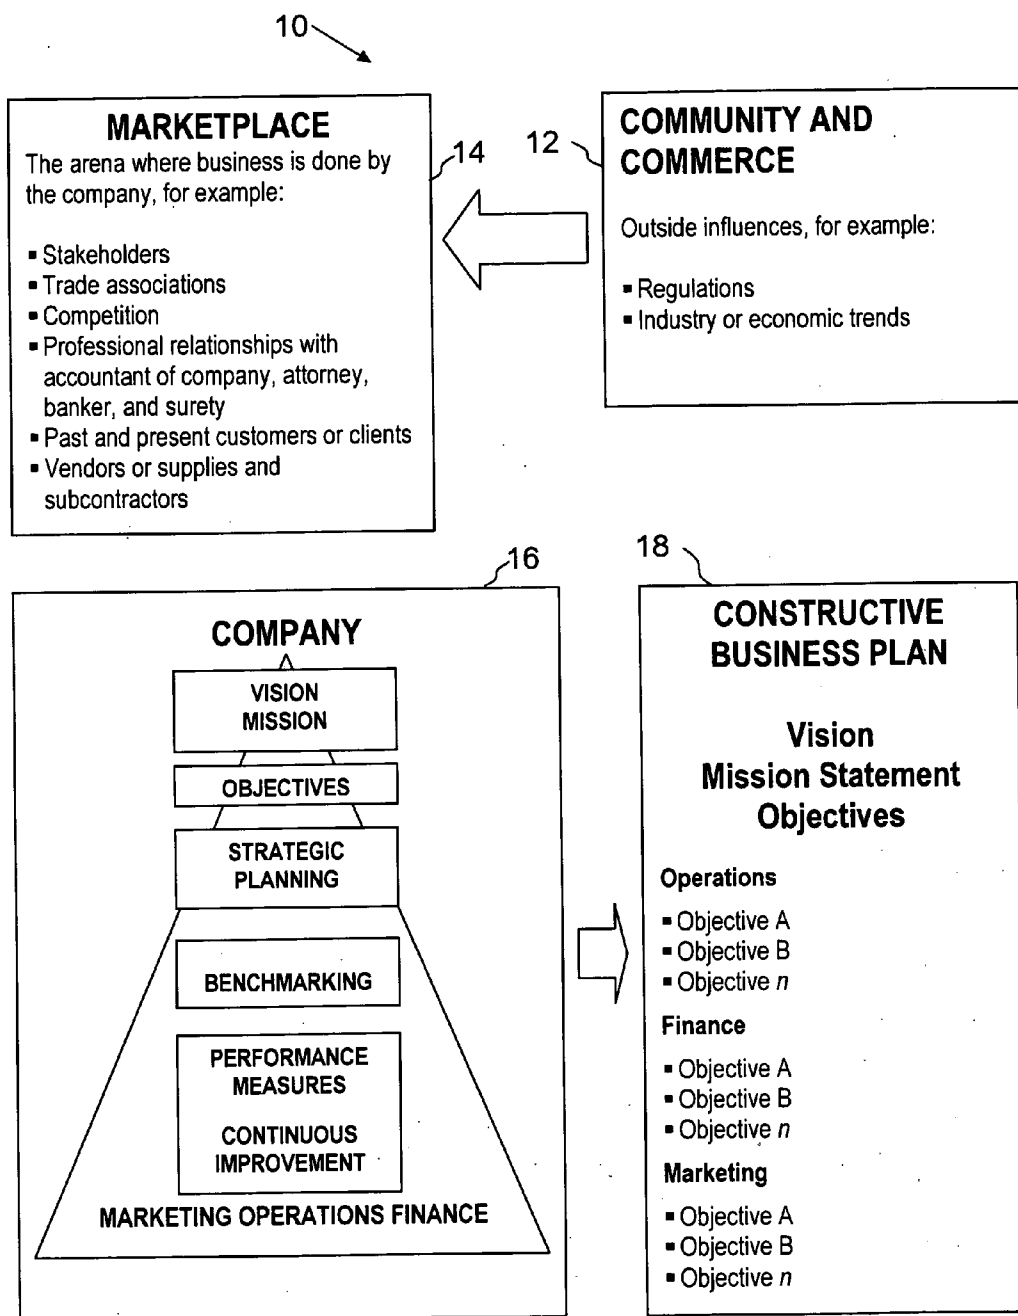 10
MARKETPLACE
The arena where business is done by
the company, for example:
▪ Stakeholders
▪ Trade associations
▪ Competition
▪ Professional relationships with
accountant of company, attorney,
banker, and surety
▪ Past and present customers or clients
▪ Vendors or supplies and
subcontractors
14
12
COMMUNITY AND
COMMERCE
Outside influences, for example:
▪ Regulations
▪ Industry or economic trends
16
COMPANY
VISION
MISSION
OBJECTIVES
STRATEGIC
PLANNING
BENCHMARKING
PERFORMANCE
MEASURES
CONTINUOUS
IMPROVEMENT
MARKETING OPERATIONS FINANCE
18
CONSTRUCTIVE
BUSINESS PLAN
Vision
Mission Statement
Objectives
Operations
▪ Objective A
▪ Objective B
▪ Objective n
Finance
▪ Objective A
▪ Objective B
▪ Objective n
Marketing
▪ Objective A
▪ Objective B
▪ Objective n